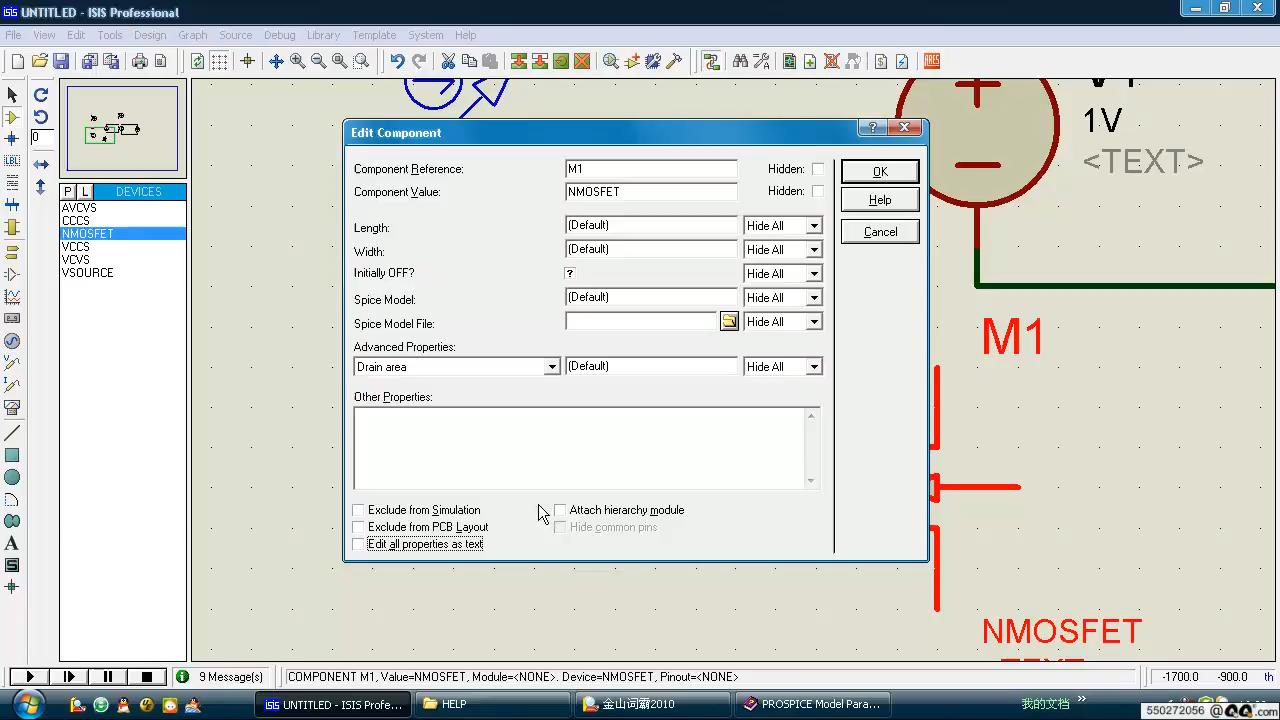 UNTITLED - ISIS Professional
File View Edit Tools Design Graph Source Debug Library Template System Help
1V
<TEXT>
Edit Component
Component Reference: M1 Hidden: OK
Component Value: NMOSFET Hidden:
Help
Length: (Default) Hide All
Cancel
Width: (Default) Hide All
Initially OFF? ? Hide All
Spice Model: (Default) Hide All
Spice Model File: Hide All
Advanced Properties:
Drain area (Default) Hide All
Other Properties:
Exclude from Simulation Attach hierarchy module
Exclude from PCB Layout Hide common pins
Edit all properties as text
0
LBL
A
S
ARES
P L DEVICES
AVCVS
CCCS
NMOSFET
VCCS
VCVS
VSOURCE
M1
NMOSFET
9 Message(s) COMPONENT M1, Value=NMOSFET, Module=<NONE>. Device=NMOSFET, Pinout=<NONE> -1700.0 -900.0 th
UNTITLED - ISIS Profe... HELP 金山词霸2010 PROSPICE Model Para... 我的文档 »
550272056 @QQ.com